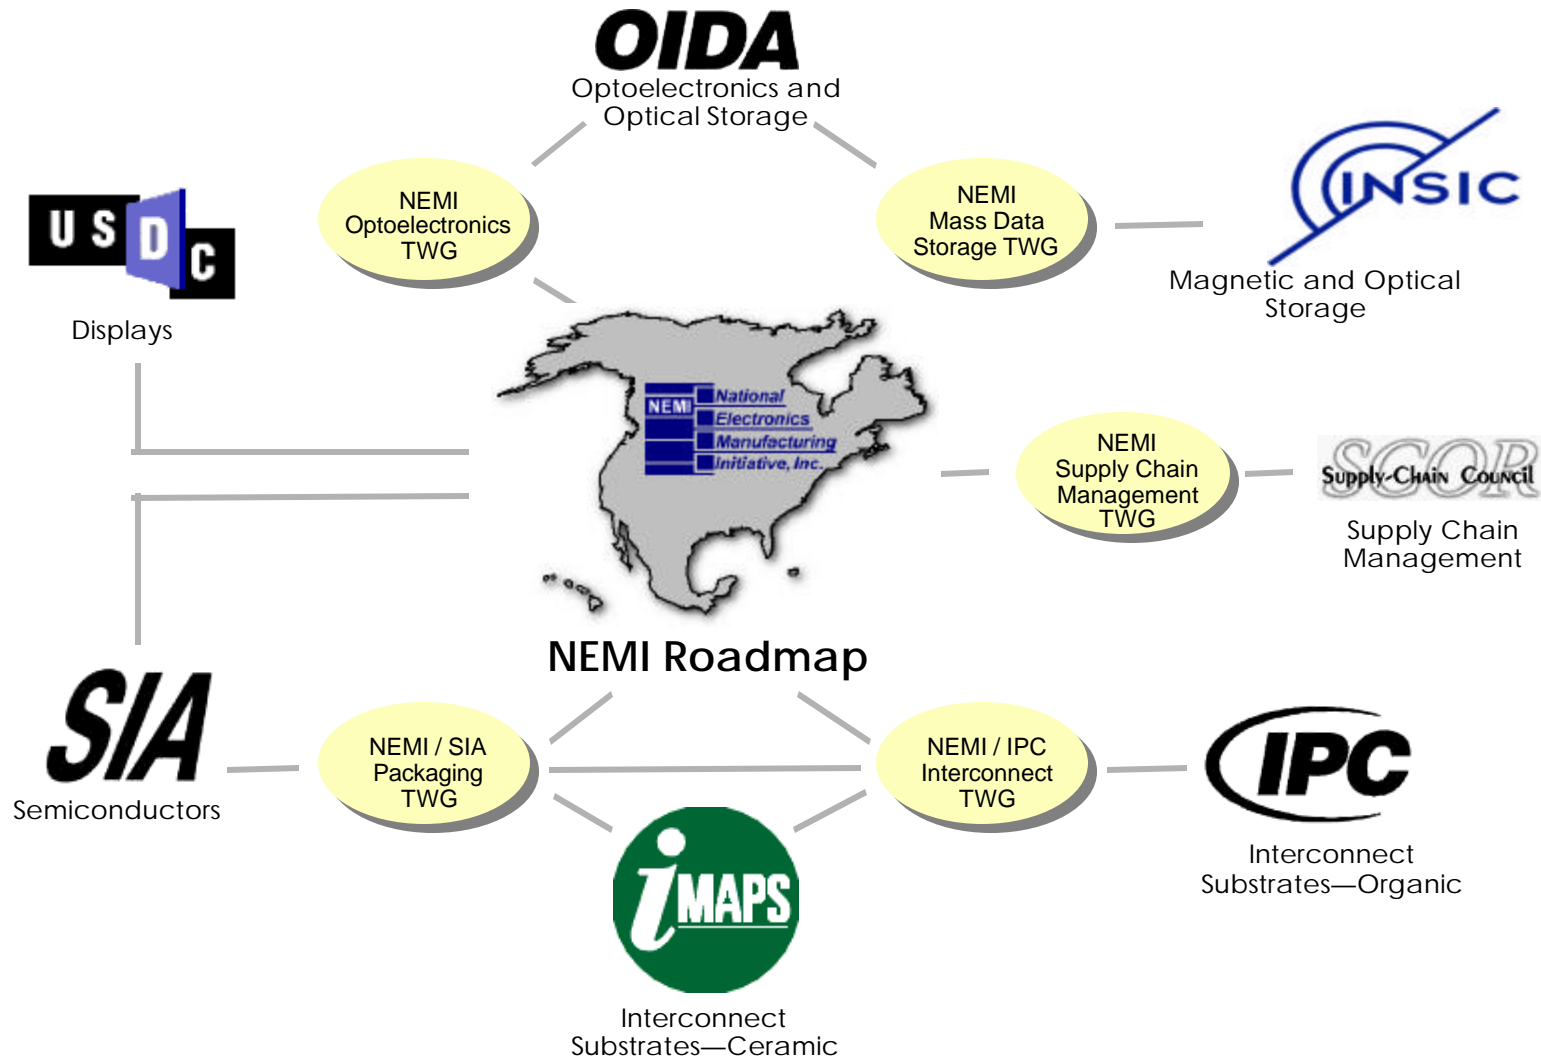 OIDA
Optoelectronics and
Optical Storage
USDC
Displays
NEMI
Optoelectronics
TWG
NEMI
Mass Data
Storage TWG
INSIC
Magnetic and Optical
Storage
NEMI
National
Electronics
Manufacturing
Initiative, Inc.
NEMI
Supply Chain
Management
TWG
SCOR
Supply-Chain Council
Supply Chain
Management
NEMI Roadmap
SIA
Semiconductors
NEMI / SIA
Packaging
TWG
NEMI / IPC
Interconnect
TWG
IPC
Interconnect
Substrates—Organic
iMAPS
Interconnect
Substrates—Ceramic